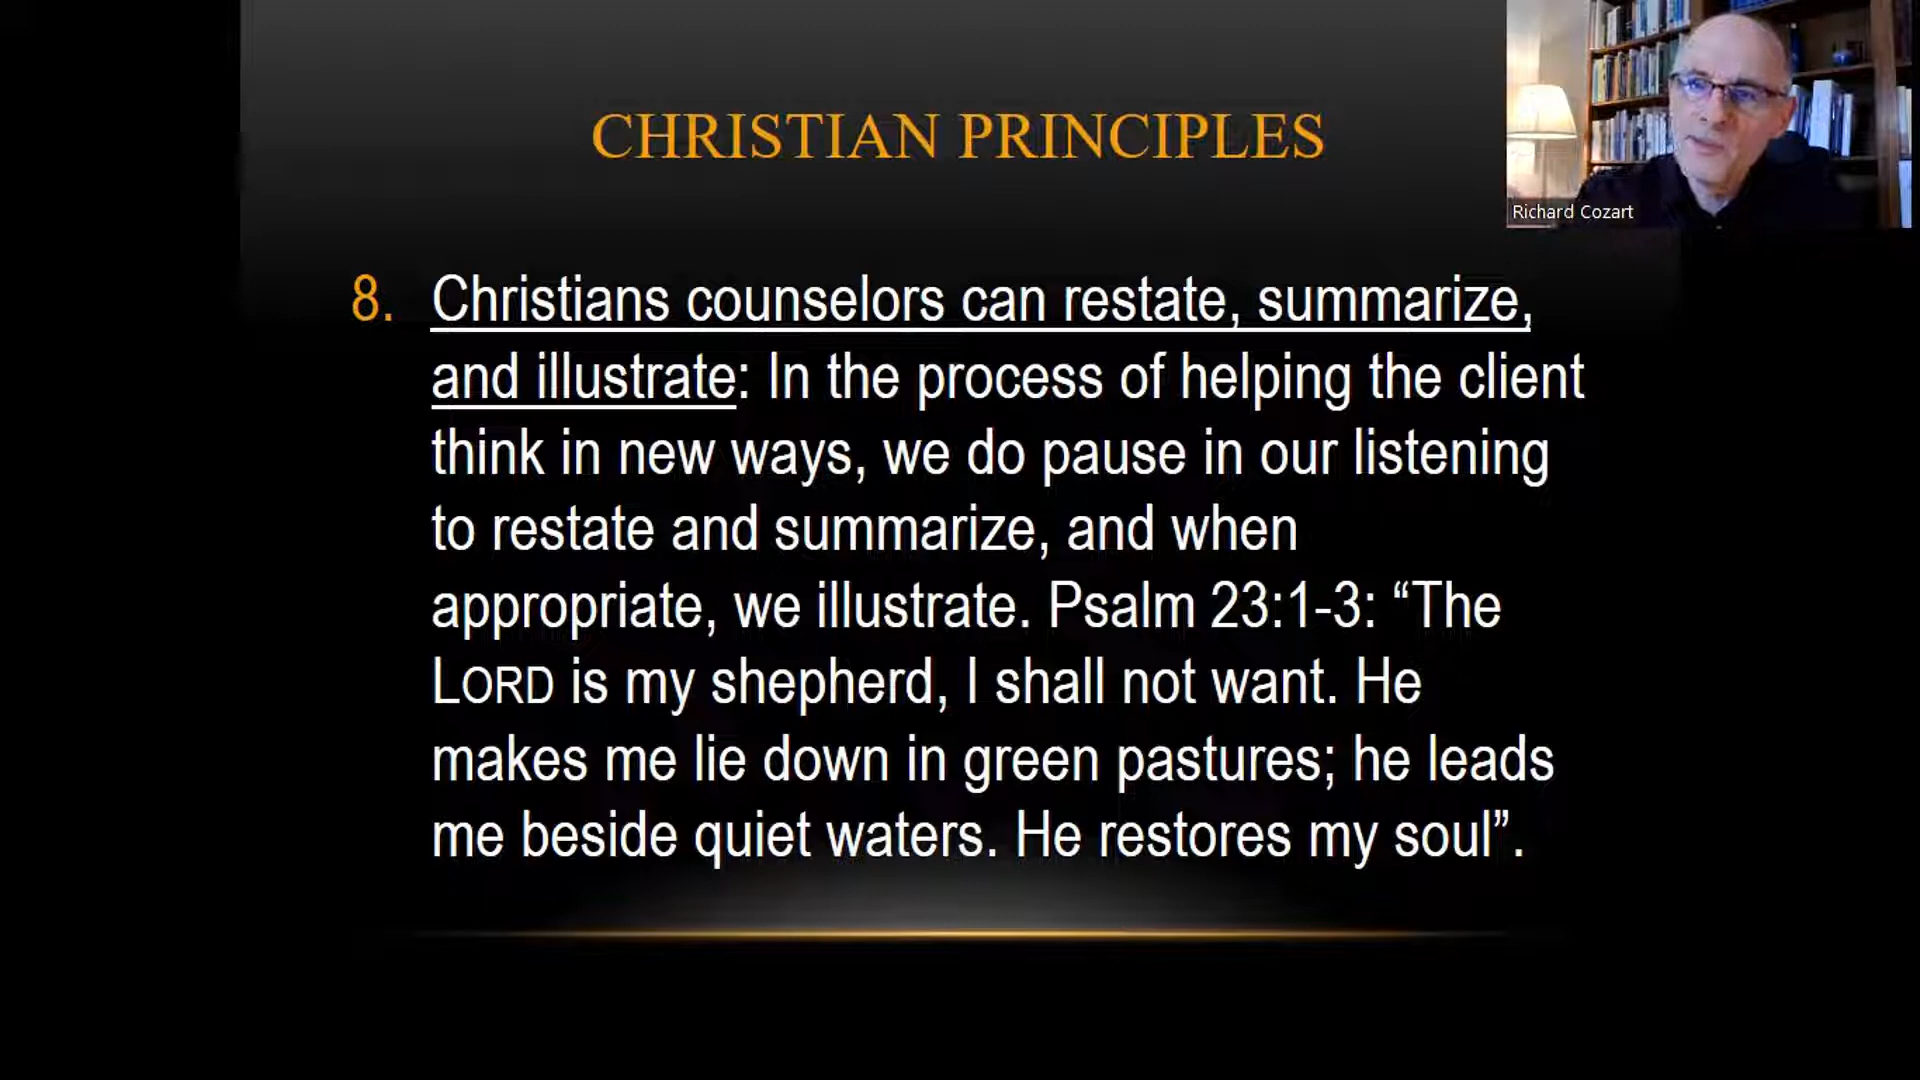 CHRISTIAN PRINCIPLES
Richard Cozart
8. Christians counselors can restate, summarize,
and illustrate: In the process of helping the client
think in new ways, we do pause in our listening
to restate and summarize, and when
appropriate, we illustrate. Psalm 23:1-3: “The
LORD is my shepherd, I shall not want. He
makes me lie down in green pastures; he leads
me beside quiet waters. He restores my soul”.